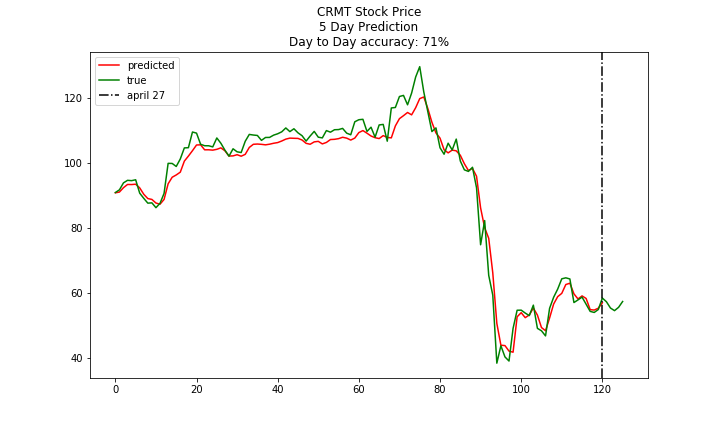 CRMT Stock Price
5 Day Prediction
Day to Day accuracy: 71%
predicted
true
april 27
120
100
80
60
40
0
20
40
60
80
100
120